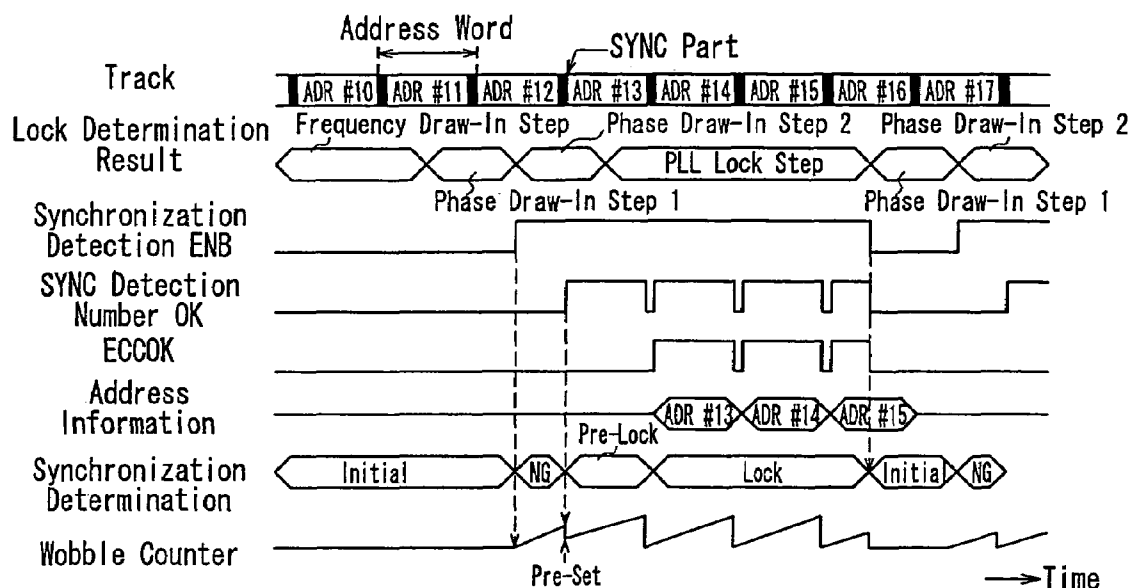 Address Word
SYNC Part
Track
ADR #10 ADR #11 ADR #12 ADR #13 ADR #14 ADR #15 ADR #16 ADR #17
Lock Determination
Result
Frequency Draw-In Step
Phase Draw-In Step 2
Phase Draw-In Step 2
PLL Lock Step
Phase Draw-In Step 1
Phase Draw-In Step 1
Synchronization
Detection ENB
SYNC Detection
Number OK
ECCOK
Address
Information
ADR #13 ADR #14 ADR #15
Pre-Lock
Synchronization
Determination
Initial NG Lock Initial NG
Wobble Counter
Pre-Set
Time